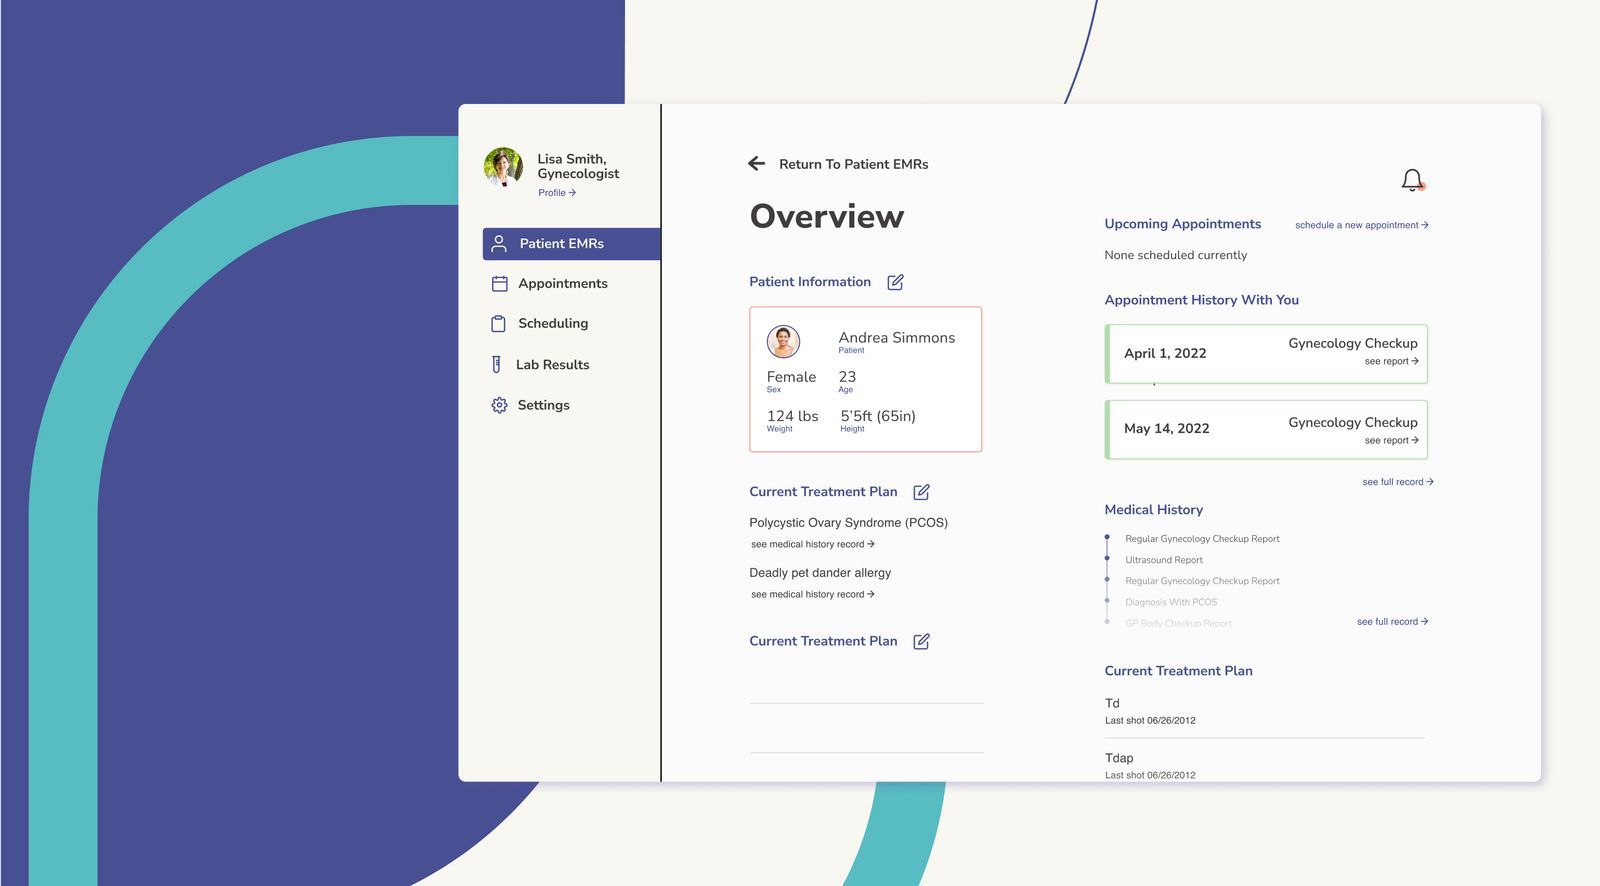 Lisa Smith,
Gynecologist
Profile →
Patient EMRs
Appointments
Scheduling
Lab Results
Settings
← Return To Patient EMRs
Overview
Patient Information
Andrea Simmons
Patient
Female
Sex
23
Age
124 lbs
Weight
5’5ft (65in)
Height
Current Treatment Plan
Polycystic Ovary Syndrome (PCOS)
see medical history record →
Deadly pet dander allergy
see medical history record →
Current Treatment Plan
Upcoming Appointments
schedule a new appointment →
None scheduled currently
Appointment History With You
April 1, 2022
Gynecology Checkup
see report →
May 14, 2022
Gynecology Checkup
see report →
see full record →
Medical History
Regular Gynecology Checkup Report
Ultrasound Report
Regular Gynecology Checkup Report
Diagnosis With PCOS
GP Body Checkup Report
see full record →
Current Treatment Plan
Td
Last shot 06/26/2012
Tdap
Last shot 06/26/2012